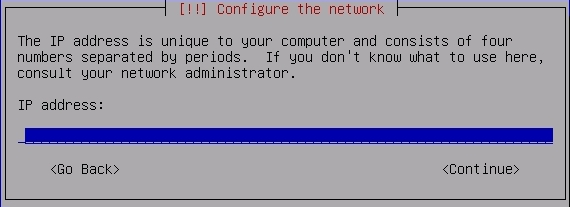 [!!] Configure the network
The IP address is unique to your computer and consists of four
numbers separated by periods.  If you don't know what to use here,
consult your network administrator.
IP address:
<Go Back>
<Continue>